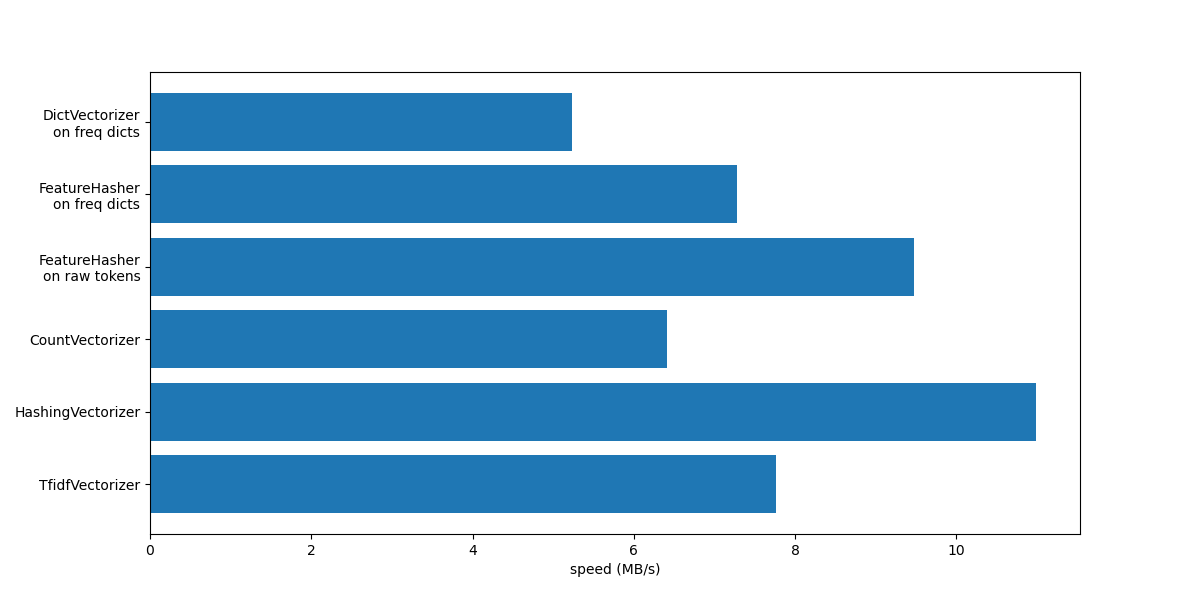 DictVectorizer
on freq dicts
FeatureHasher
on freq dicts
FeatureHasher
on raw tokens
CountVectorizer
HashingVectorizer
TfidfVectorizer
0 2 4 6 8 10
speed (MB/s)